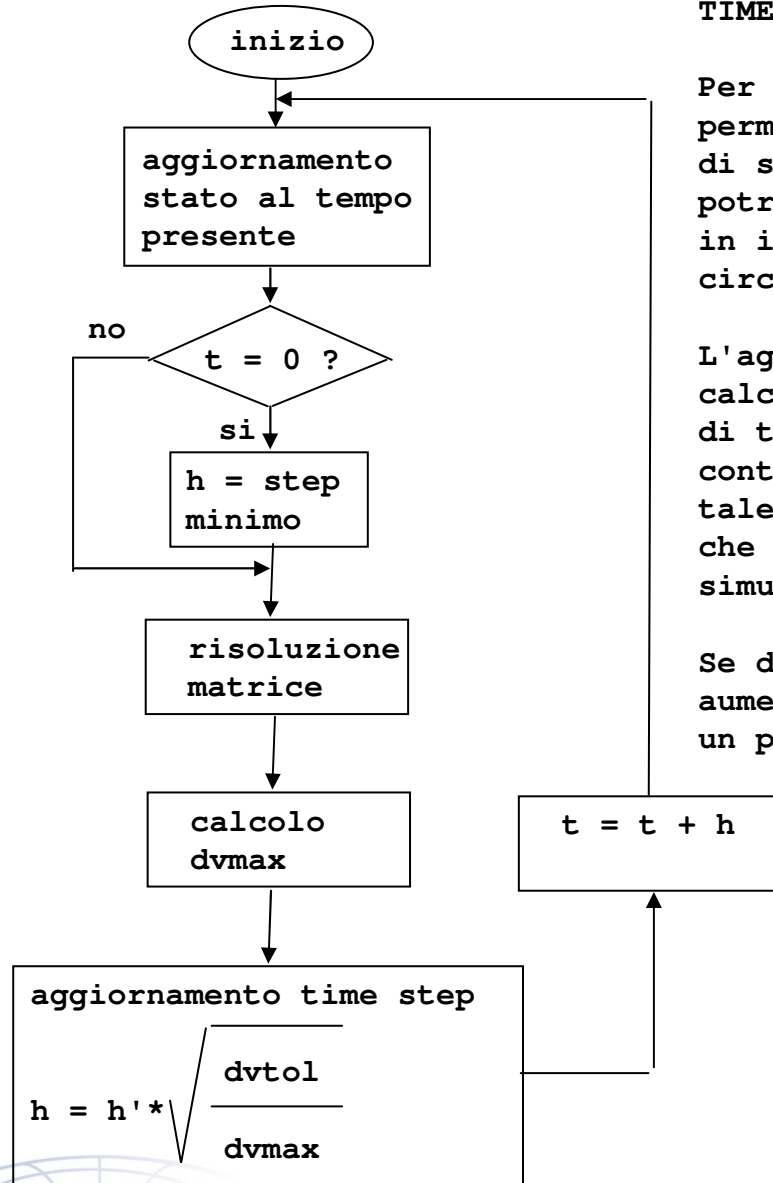 inizio
aggiornamento
stato al tempo
presente
no
t = 0 ?
si
h = step
minimo
risoluzione
matrice
calcolo
dvmax
aggiornamento time step
h = h'*√
dvtol
dvmax
t = t + h
TIME
Per
perm
di s
potr
in i
circ
L'ag
calc
di t
cont
tale
che
simu
Se d
aume
un p